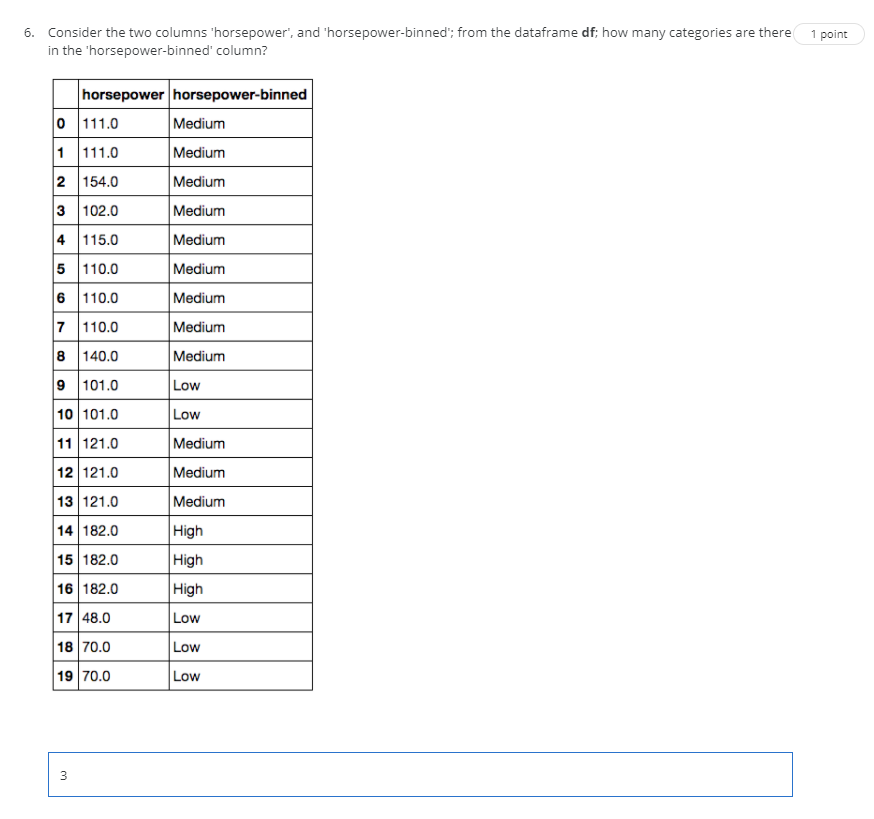 6. Consider the two columns 'horsepower', and 'horsepower-binned'; from the dataframe df; how many categories are there 1 point
in the 'horsepower-binned' column?
horsepower horsepower-binned
0 111.0 Medium
1 111.0 Medium
2 154.0 Medium
3 102.0 Medium
4 115.0 Medium
5 110.0 Medium
6 110.0 Medium
7 110.0 Medium
8 140.0 Medium
9 101.0 Low
10 101.0 Low
11 121.0 Medium
12 121.0 Medium
13 121.0 Medium
14 182.0 High
15 182.0 High
16 182.0 High
17 48.0 Low
18 70.0 Low
19 70.0 Low
3